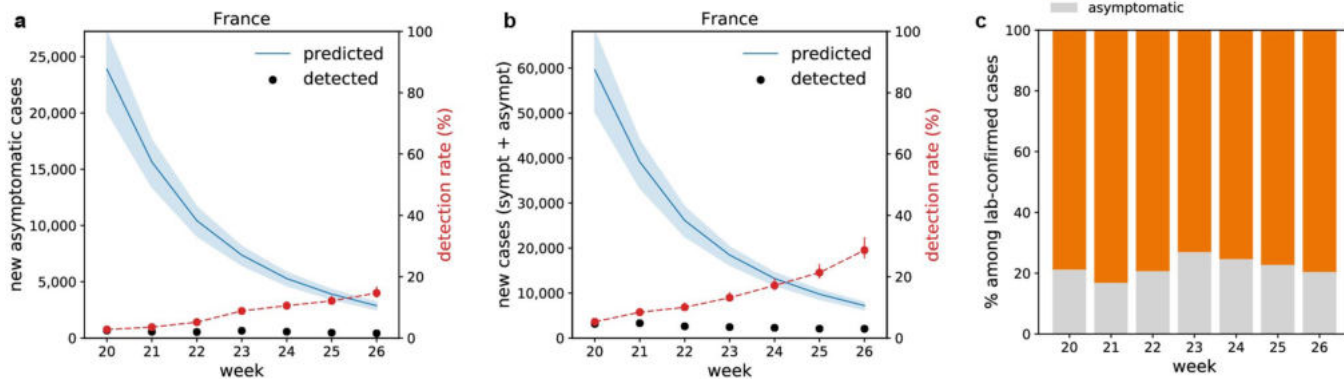 a
France
predicted
detected
25,000
20,000
15,000
10,000
5,000
0
new asymptomatic cases
100
80
60
40
20
0
detection rate (%)
20 21 22 23 24 25 26
week
b
France
predicted
detected
60,000
50,000
40,000
30,000
20,000
10,000
0
new cases (sympt + asympt)
100
80
60
40
20
0
detection rate (%)
20 21 22 23 24 25 26
week
c
asymptomatic
100
80
60
40
20
0
% among lab-confirmed cases
20 21 22 23 24 25 26
week